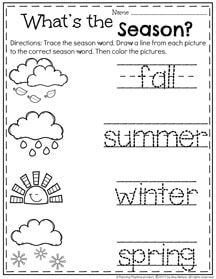 Name
What's the Season?
Directions: Trace the season word. Draw a line from each picture
to the correct season word. Then color the pictures.
fall
summer
winter
spring